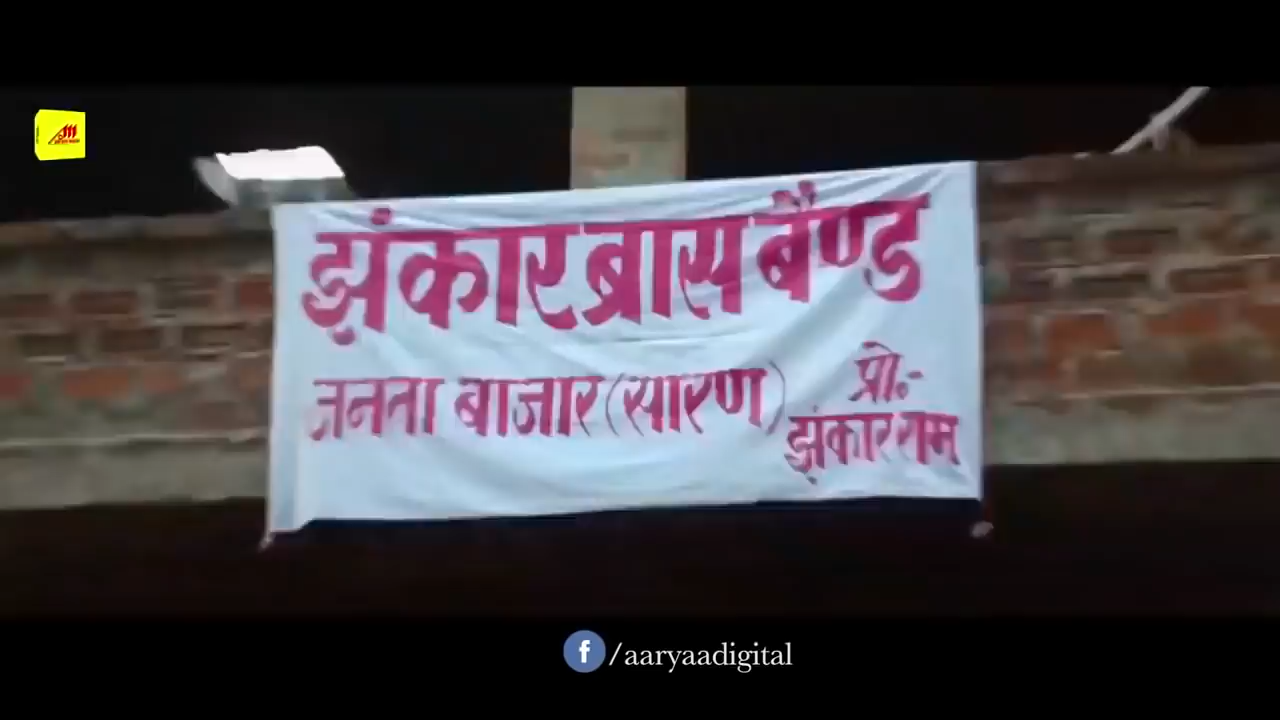 झंकार ब्रास बैण्ड
जनता बाजार (सारण)
प्रो०-
झंकार राम
/aaryaadigital